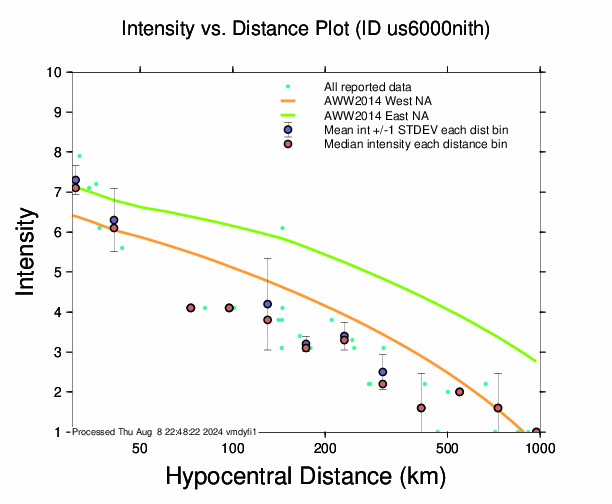 Intensity vs. Distance Plot (ID us6000nith)
All reported data
AWW2014 West NA
AWW2014 East NA
Mean int +/-1 STDEV each dist bin
Median intensity each distance bin
Intensity
10
9
8
7
6
5
4
3
2
1
Processed Thu Aug 8 22:48:22 2024 vmdyfi1
50 100 200 500 1000
Hypocentral Distance (km)